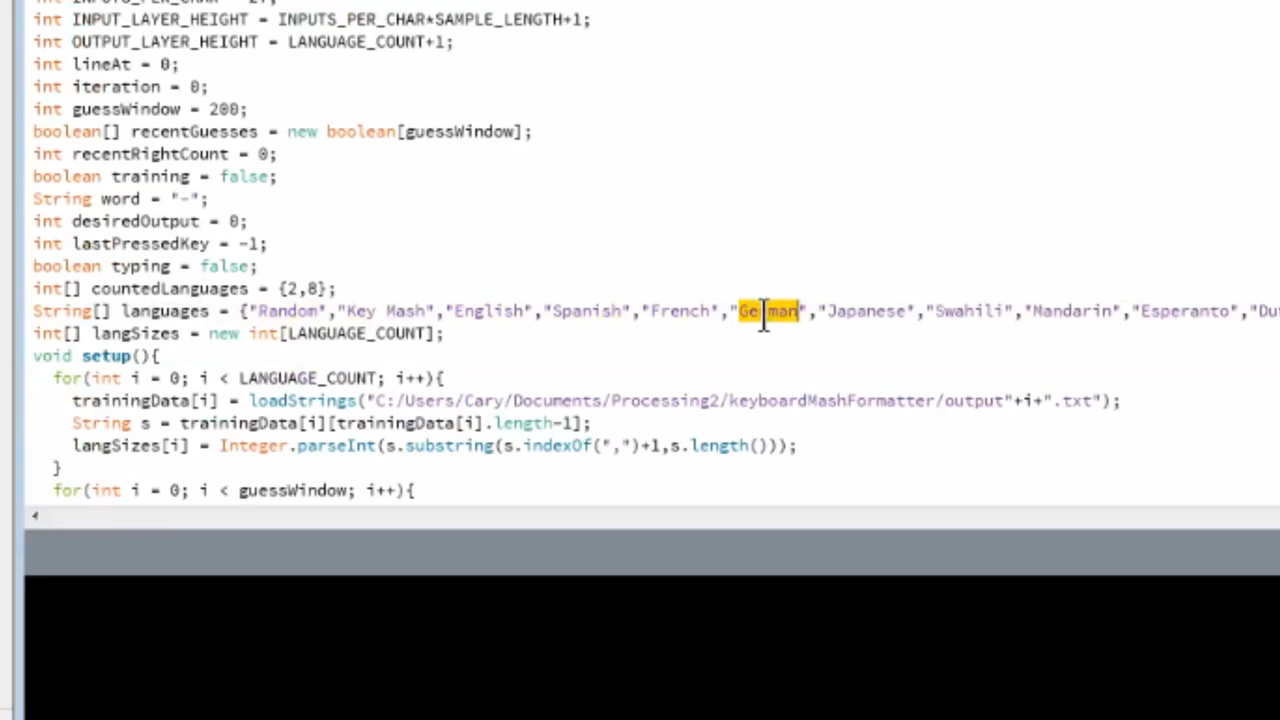 int INPUT_LAYER_HEIGHT = INPUTS_PER_CHAR*SAMPLE_LENGTH+1;
int OUTPUT_LAYER_HEIGHT = LANGUAGE_COUNT+1;
int lineAt = 0;
int iteration = 0;
int guessWindow = 200;
boolean[] recentGuesses = new boolean[guessWindow];
int recentRightCount = 0;
boolean training = false;
String word = "-";
int desiredOutput = 0;
int lastPressedKey = -1;
boolean typing = false;
int[] countedLanguages = {2,8};
String[] languages = {"Random","Key Mash","English","Spanish","French","German","Japanese","Swahili","Mandarin","Esperanto","Du
int[] langSizes = new int[LANGUAGE_COUNT];
void setup(){
for(int i = 0; i < LANGUAGE_COUNT; i++){
trainingData[i] = loadStrings("C:/Users/Cary/Documents/Processing2/keyboardMashFormatter/output"+i+".txt");
String s = trainingData[i][trainingData[i].length-1];
langSizes[i] = Integer.parseInt(s.substring(s.indexOf(",")+1,s.length()));
}
for(int i = 0; i < guessWindow; i++){